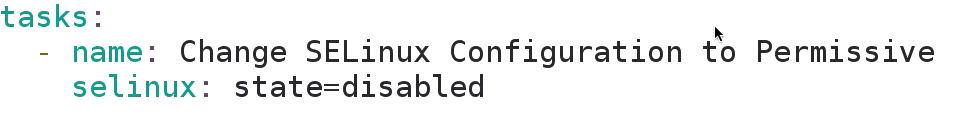 tasks:
  - name: Change SELinux Configuration to Permissive
    selinux: state=disabled